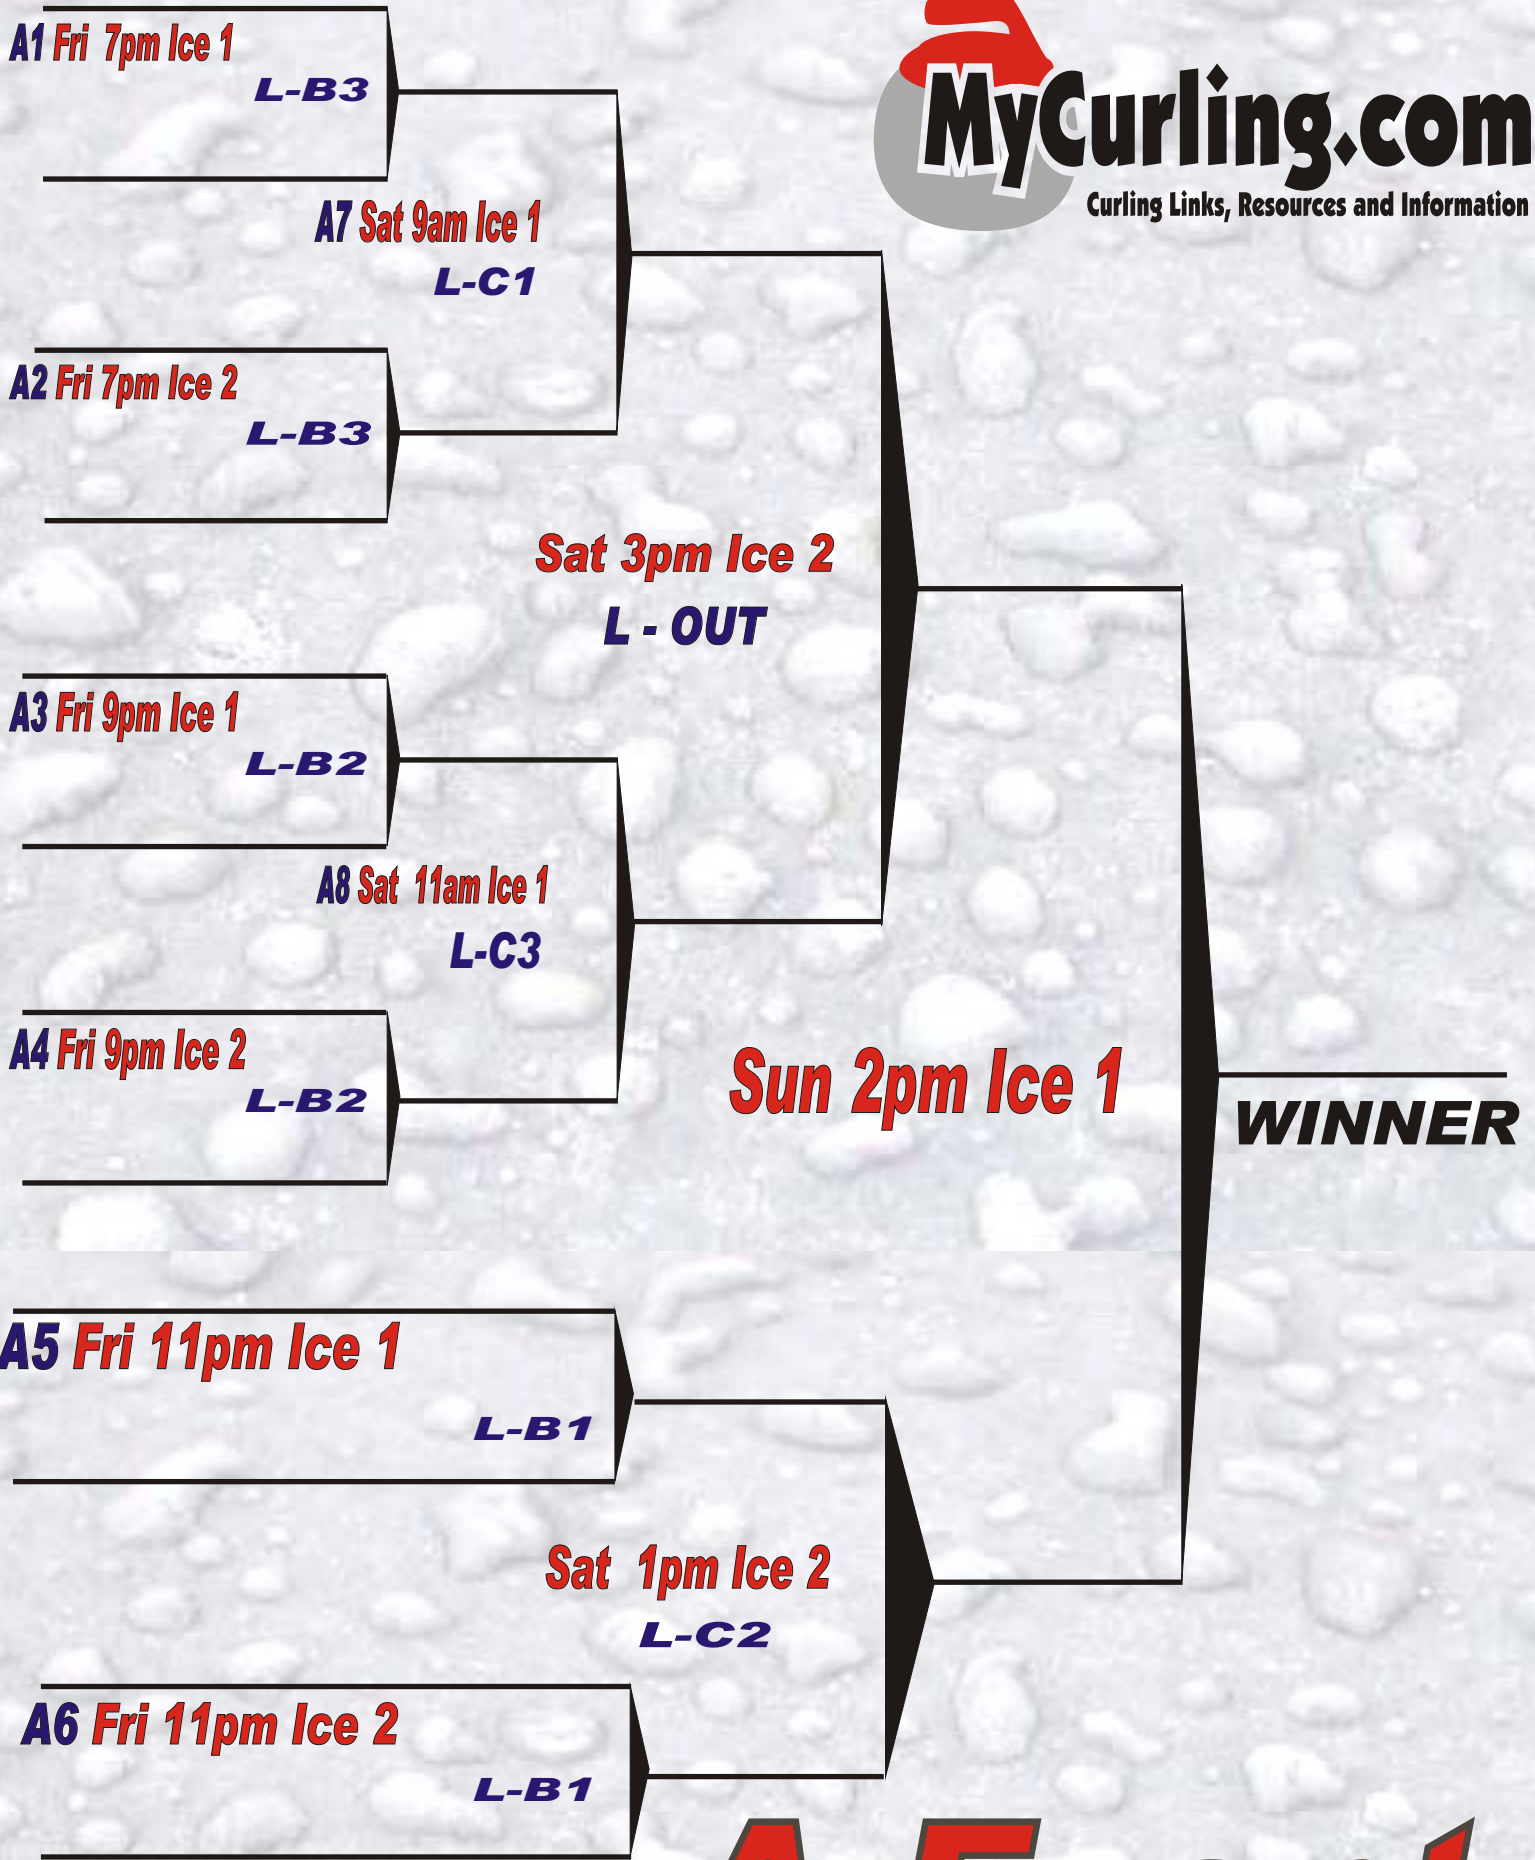 A1 Fri 7pm Ice 1
L-B3
MyCurling.com
Curling Links, Resources and Information
A7 Sat 9am Ice 1
L-C1
A2 Fri 7pm Ice 2
L-B3
Sat 3pm Ice 2
L - OUT
A3 Fri 9pm Ice 1
L-B2
A8 Sat 11am Ice 1
L-C3
A4 Fri 9pm Ice 2
L-B2
Sun 2pm Ice 1
WINNER
A5 Fri 11pm Ice 1
L-B1
Sat 1pm Ice 2
L-C2
A6 Fri 11pm Ice 2
L-B1